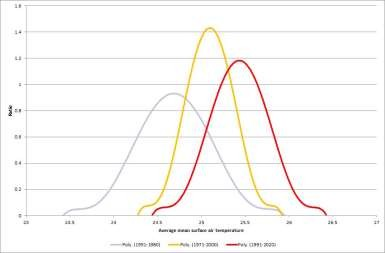 1.6
1.4
1.2
1
0.8
0.6
0.4
0.2
0
Ratio
23 23.5 24 24.5 25 25.5 26 26.5 27
Average mean surface air temperature
Poly. (1951-1980) Poly. (1971-2000) Poly. (1991-2020)